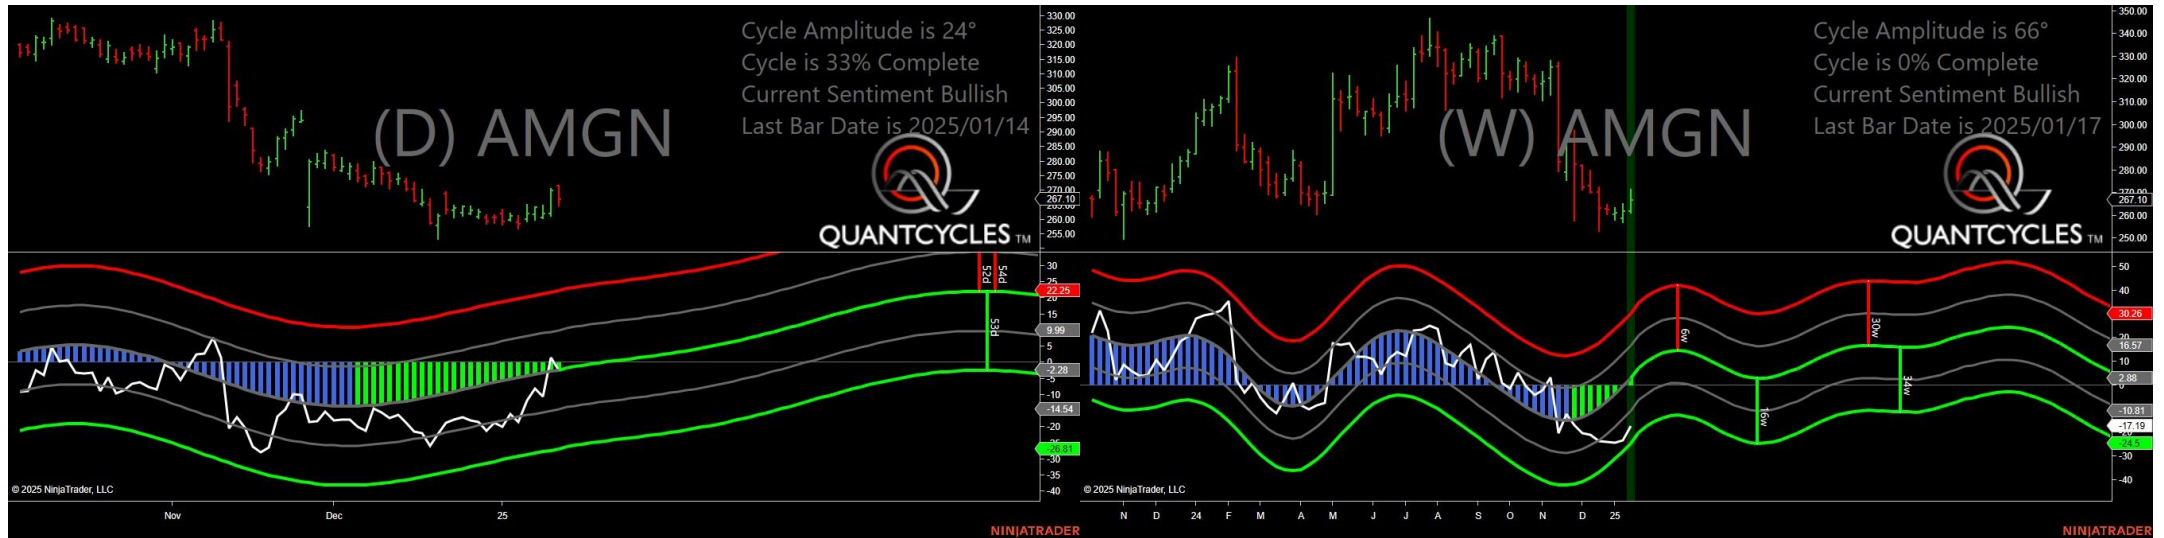 Cycle Amplitude is 24°
Cycle is 33% Complete
Current Sentiment Bullish
Last Bar Date is 2025/01/14
(D) AMGN
QUANTCYCLES TM
330.00
325.00
320.00
315.00
310.00
305.00
300.00
295.00
290.00
285.00
280.00
275.00
270.00
267.10
260.00
255.00
52d
54d
53d
30
25
22.25
20
15
9.99
5
0
-2.28
-5
-10
-14.54
-20
-26.81
-30
-35
-40
© 2025 NinjaTrader, LLC
Nov
Dec
25
NINJATRADER
Cycle Amplitude is 66°
Cycle is 0% Complete
Current Sentiment Bullish
Last Bar Date is 2025/01/17
(W) AMGN
QUANTCYCLES TM
350.00
340.00
330.00
320.00
310.00
300.00
290.00
280.00
270.00
267.10
260.00
250.00
6w
16w
30w
34w
50
40
30.26
20
16.57
10
2.88
0
-10.81
-17.19
-24.5
-30
-40
© 2025 NinjaTrader, LLC
N D 24 F M A M J J A S O N D 25
NINJATRADER